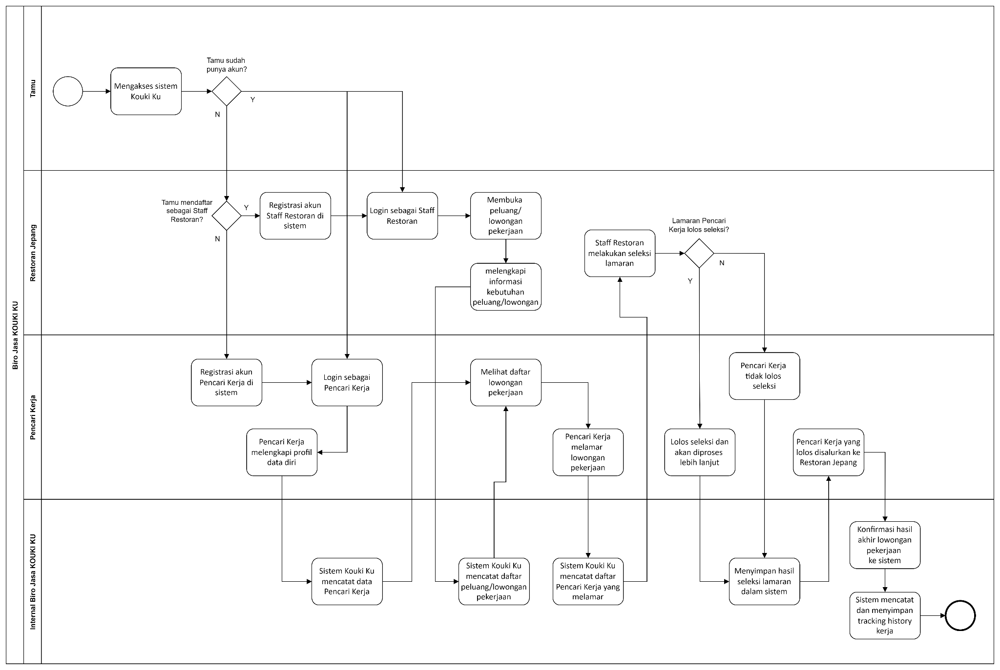 Biro Jasa KOUKI KU
Tamu
Mengakses sistem
Kouki Ku
Tamu sudah
punya akun?
Y
N
Restoran Jepang
Tamu mendaftar
sebagai Staff
Restoran?
Y
N
Registrasi akun
Staff Restoran di
sistem
Login sebagai Staff
Restoran
Membuka
peluang/
lowongan
pekerjaan
melengkapi
informasi
kebutuhan
peluang/lowongan
Staff Restoran
melakukan seleksi
lamaran
Lamaran Pencari
Kerja lolos seleksi?
N
Y
Pencari Kerja
Registrasi akun
Pencari Kerja di
sistem
Login sebagai
Pencari Kerja
Pencari Kerja
melengkapi profil
data diri
Melihat daftar
lowongan
pekerjaan
Pencari Kerja
melamar
lowongan
pekerjaan
Pencari Kerja
tidak lolos
seleksi
Lolos seleksi dan
akan diproses
lebih lanjut
Pencari Kerja yang
lolos disalurkan ke
Restoran Jepang
Internal Biro Jasa KOUKI KU
Sistem Kouki Ku
mencatat data
Pencari Kerja
Sistem Kouki Ku
mencatat daftar
peluang/lowongan
pekerjaan
Sistem Kouki Ku
mencatat daftar
Pencari Kerja yang
melamar
Menyimpan hasil
seleksi lamaran
dalam sistem
Konfirmasi hasil
akhir lowongan
pekerjaan
ke sistem
Sistem mencatat
dan menyimpan
tracking history
kerja